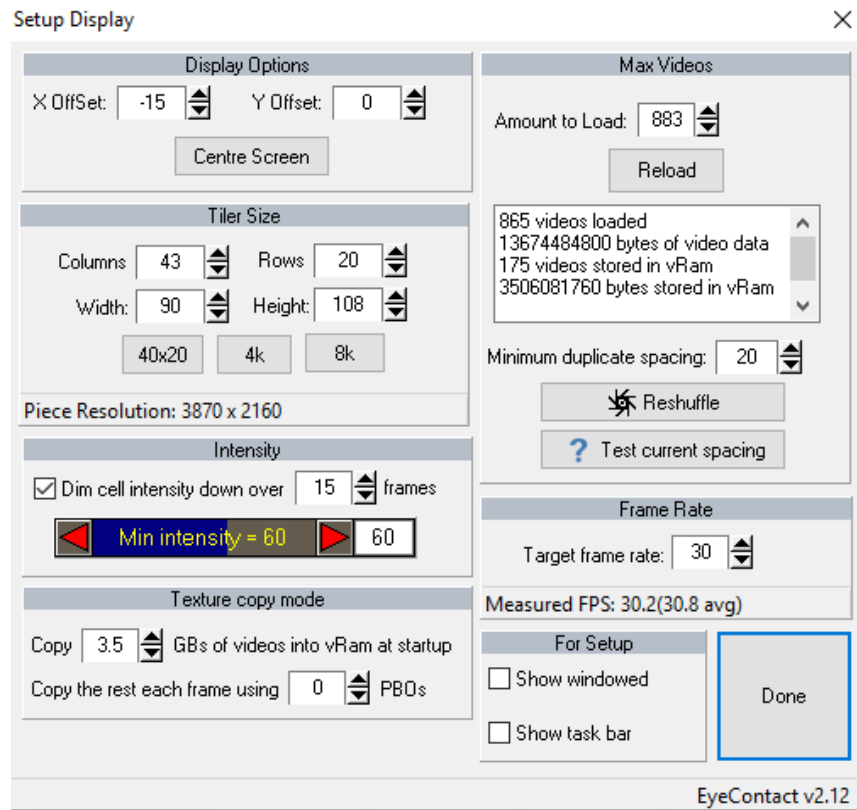 Setup Display
Display Options
X OffSet: -15 Y Offset: 0
Centre Screen
Tiler Size
Columns 43 Rows 20
Width: 90 Height: 108
40x20 4k 8k
Piece Resolution: 3870 x 2160
Intensity
Dim cell intensity down over 15 frames
Min intensity = 60 60
Texture copy mode
Copy 3.5 GBs of videos into vRam at startup
Copy the rest each frame using 0 PBOs
Max Videos
Amount to Load: 883
Reload
865 videos loaded
13674484800 bytes of video data
175 videos stored in vRam
3506081760 bytes stored in vRam
Minimum duplicate spacing: 20
Reshuffle
? Test current spacing
Frame Rate
Target frame rate: 30
Measured FPS: 30.2(30.8 avg)
For Setup
Show windowed
Show task bar
Done
EyeContact v2.12